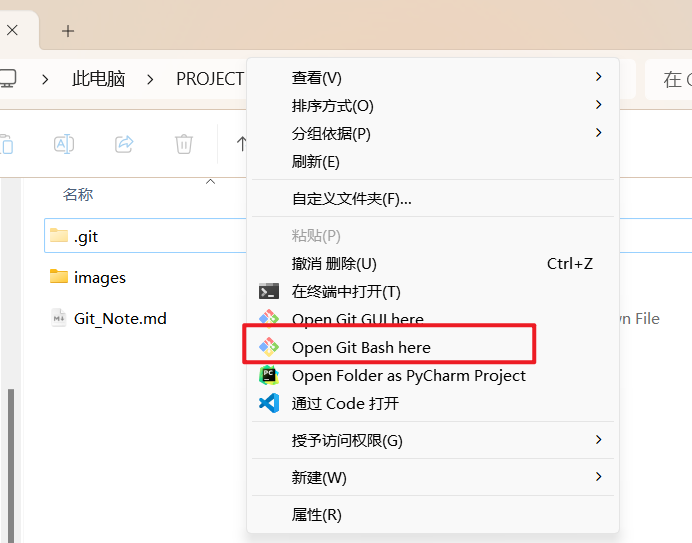 此电脑 PROJECT
在
名称
.git
images
Git_Note.md
查看(V)
排序方式(O)
分组依据(P)
刷新(E)
自定义文件夹(F)...
粘贴(P)
撤消 删除(U) Ctrl+Z
在终端中打开(T)
Open Git GUI here
Open Git Bash here
Open Folder as PyCharm Project
通过 Code 打开
授予访问权限(G)
新建(W)
属性(R)
File